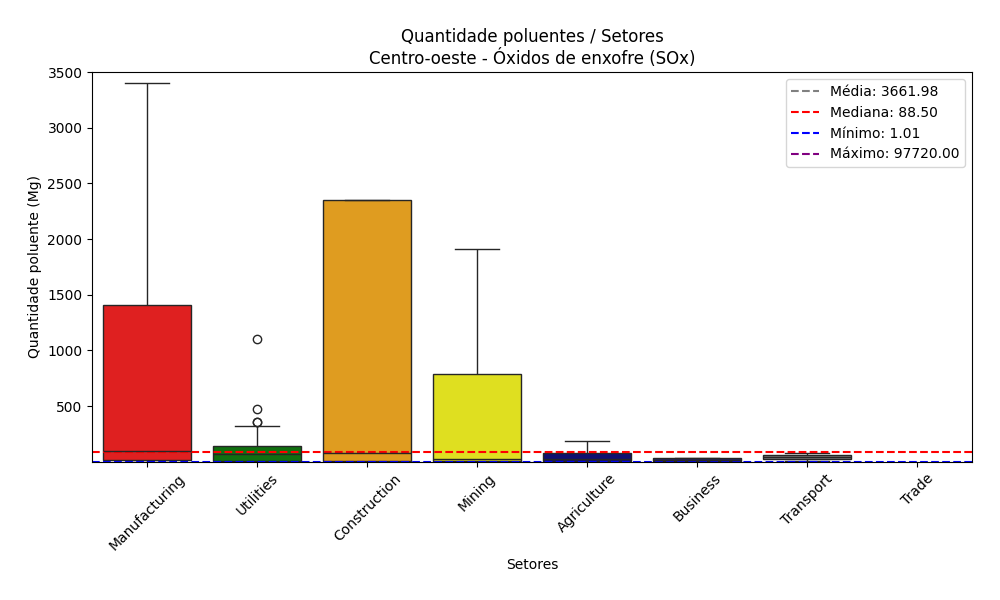 Quantidade poluentes / Setores
Centro-oeste - Óxidos de enxofre (SOx)
Média: 3661.98
Mediana: 88.50
Mínimo: 1.01
Máximo: 97720.00
Quantidade poluente (Mg)
3500
3000
2500
2000
1500
1000
500
Manufacturing
Utilities
Construction
Mining
Agriculture
Business
Transport
Trade
Setores